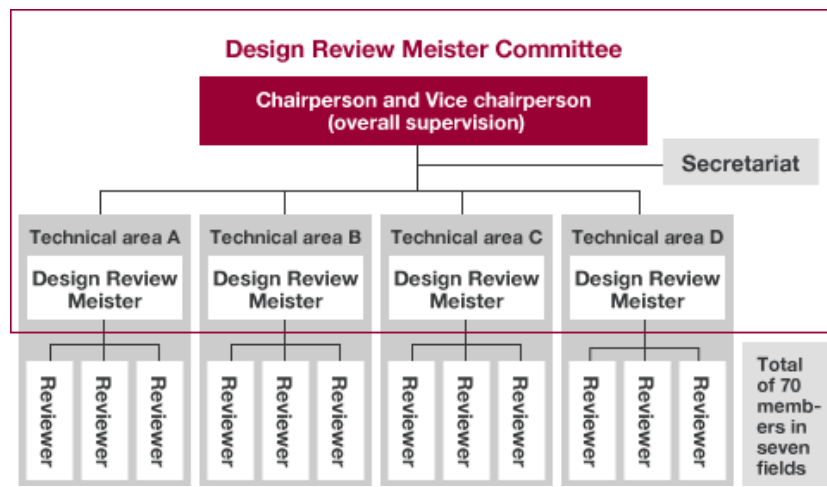 Design Review Meister Committee
Chairperson and Vice chairperson
(overall supervision)
Secretariat
Technical area A
Design Review
Meister
Technical area B
Design Review
Meister
Technical area C
Design Review
Meister
Technical area D
Design Review
Meister
Reviewer
Reviewer
Reviewer
Reviewer
Reviewer
Reviewer
Reviewer
Reviewer
Reviewer
Reviewer
Reviewer
Reviewer
Total
of 70
memb-
ers in
seven
fields